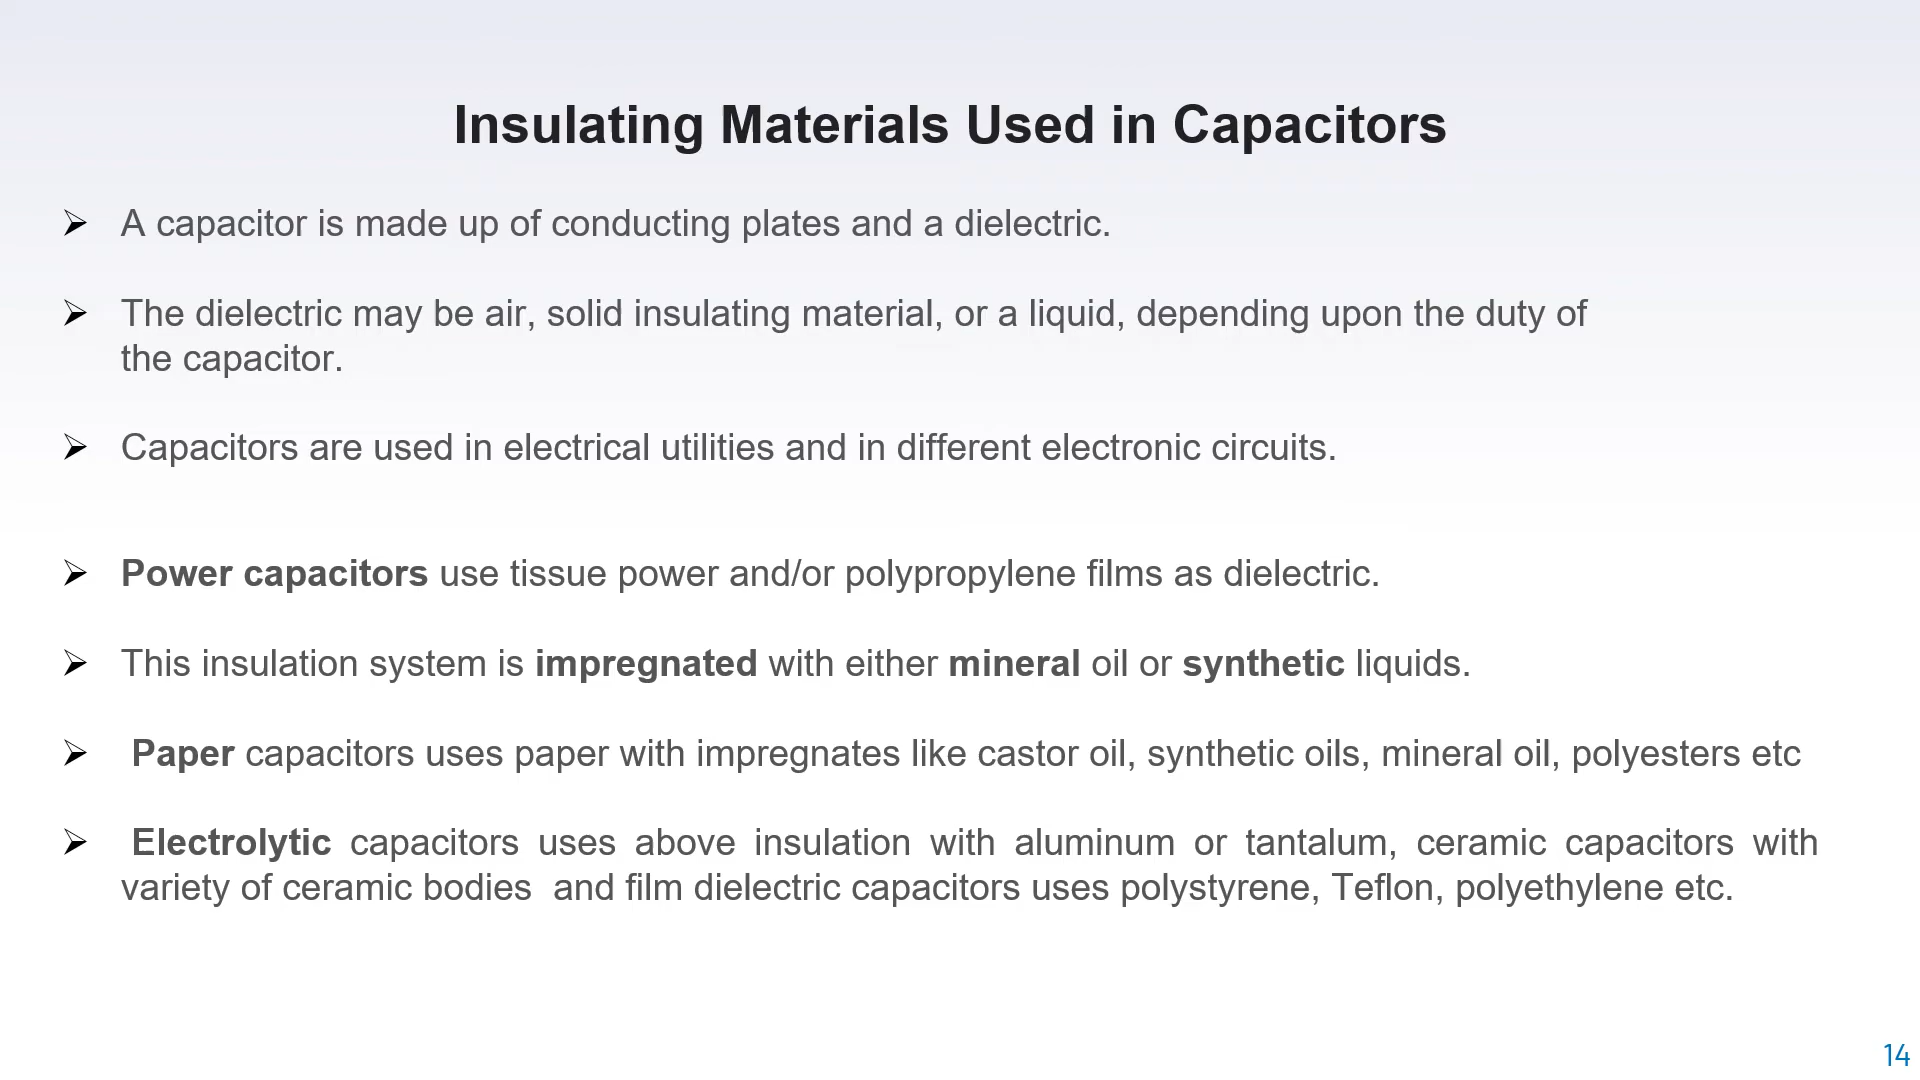 Insulating Materials Used in Capacitors
➢ A capacitor is made up of conducting plates and a dielectric.
➢ The dielectric may be air, solid insulating material, or a liquid, depending upon the duty of
the capacitor.
➢ Capacitors are used in electrical utilities and in different electronic circuits.
➢ Power capacitors use tissue power and/or polypropylene films as dielectric.
➢ This insulation system is impregnated with either mineral oil or synthetic liquids.
➢ Paper capacitors uses paper with impregnates like castor oil, synthetic oils, mineral oil, polyesters etc
➢ Electrolytic capacitors uses above insulation with aluminum or tantalum, ceramic capacitors with
variety of ceramic bodies and film dielectric capacitors uses polystyrene, Teflon, polyethylene etc.
14